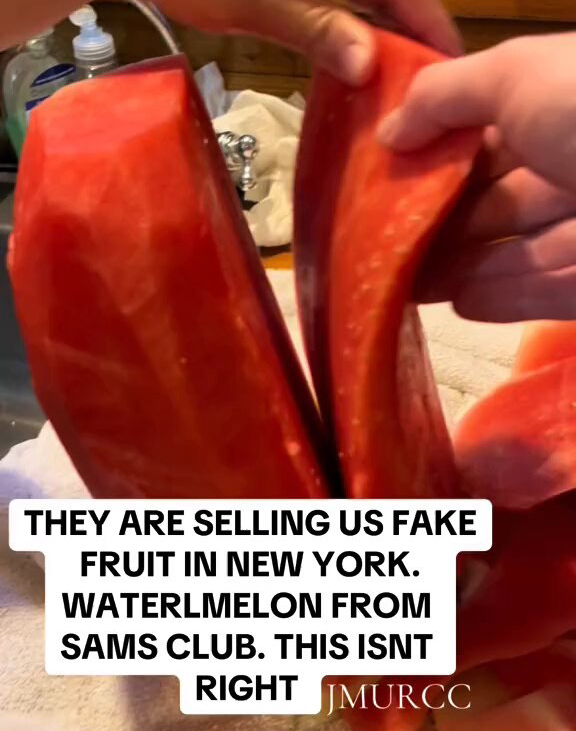 THEY ARE SELLING US FAKE
FRUIT IN NEW YORK.
WATERLMELON FROM
SAMS CLUB. THIS ISNT
RIGHT
JMURCC